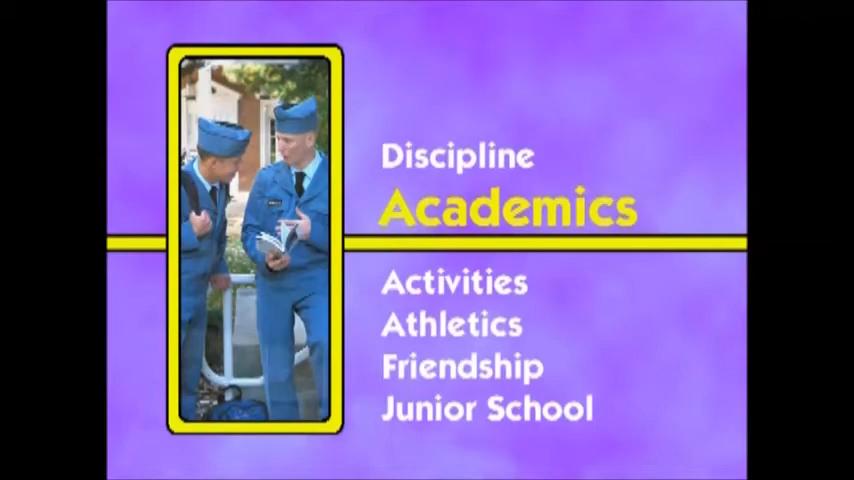 Discipline
Academics
Activities
Athletics
Friendship
Junior School